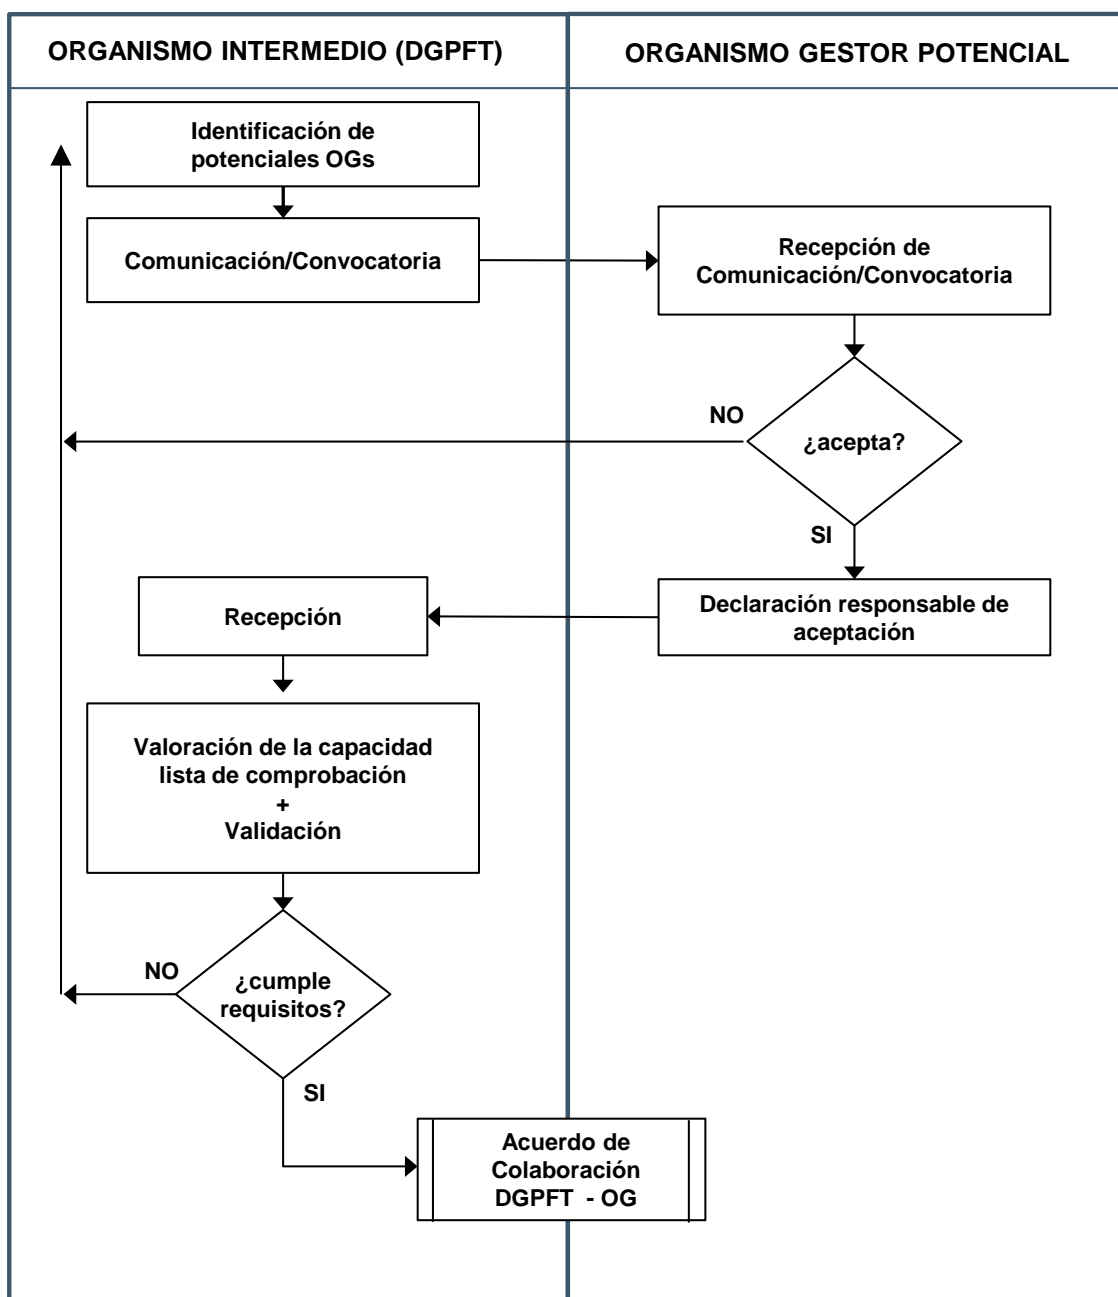 ORGANISMO INTERMEDIO (DGPFT)
ORGANISMO GESTOR POTENCIAL
Identificación de
potenciales OGs
Comunicación/Convocatoria
Recepción de
Comunicación/Convocatoria
NO
¿acepta?
SI
Declaración responsable de
aceptación
Recepción
Valoración de la capacidad
lista de comprobación
+
Validación
NO
¿cumple
requisitos?
SI
Acuerdo de
Colaboración
DGPFT - OG